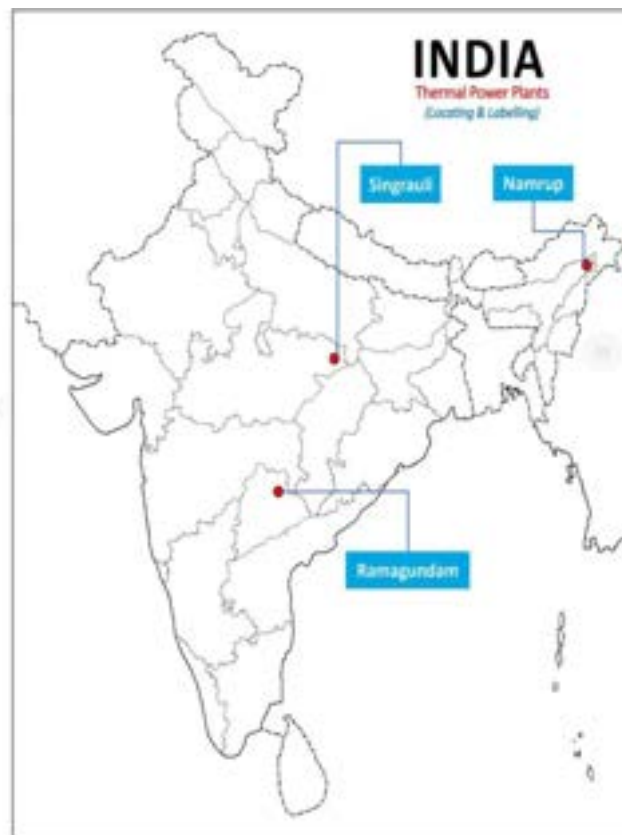 INDIA
Thermal Power Plants
(Locating & Labelling)
Singrauli
Namrup
Ramagundam